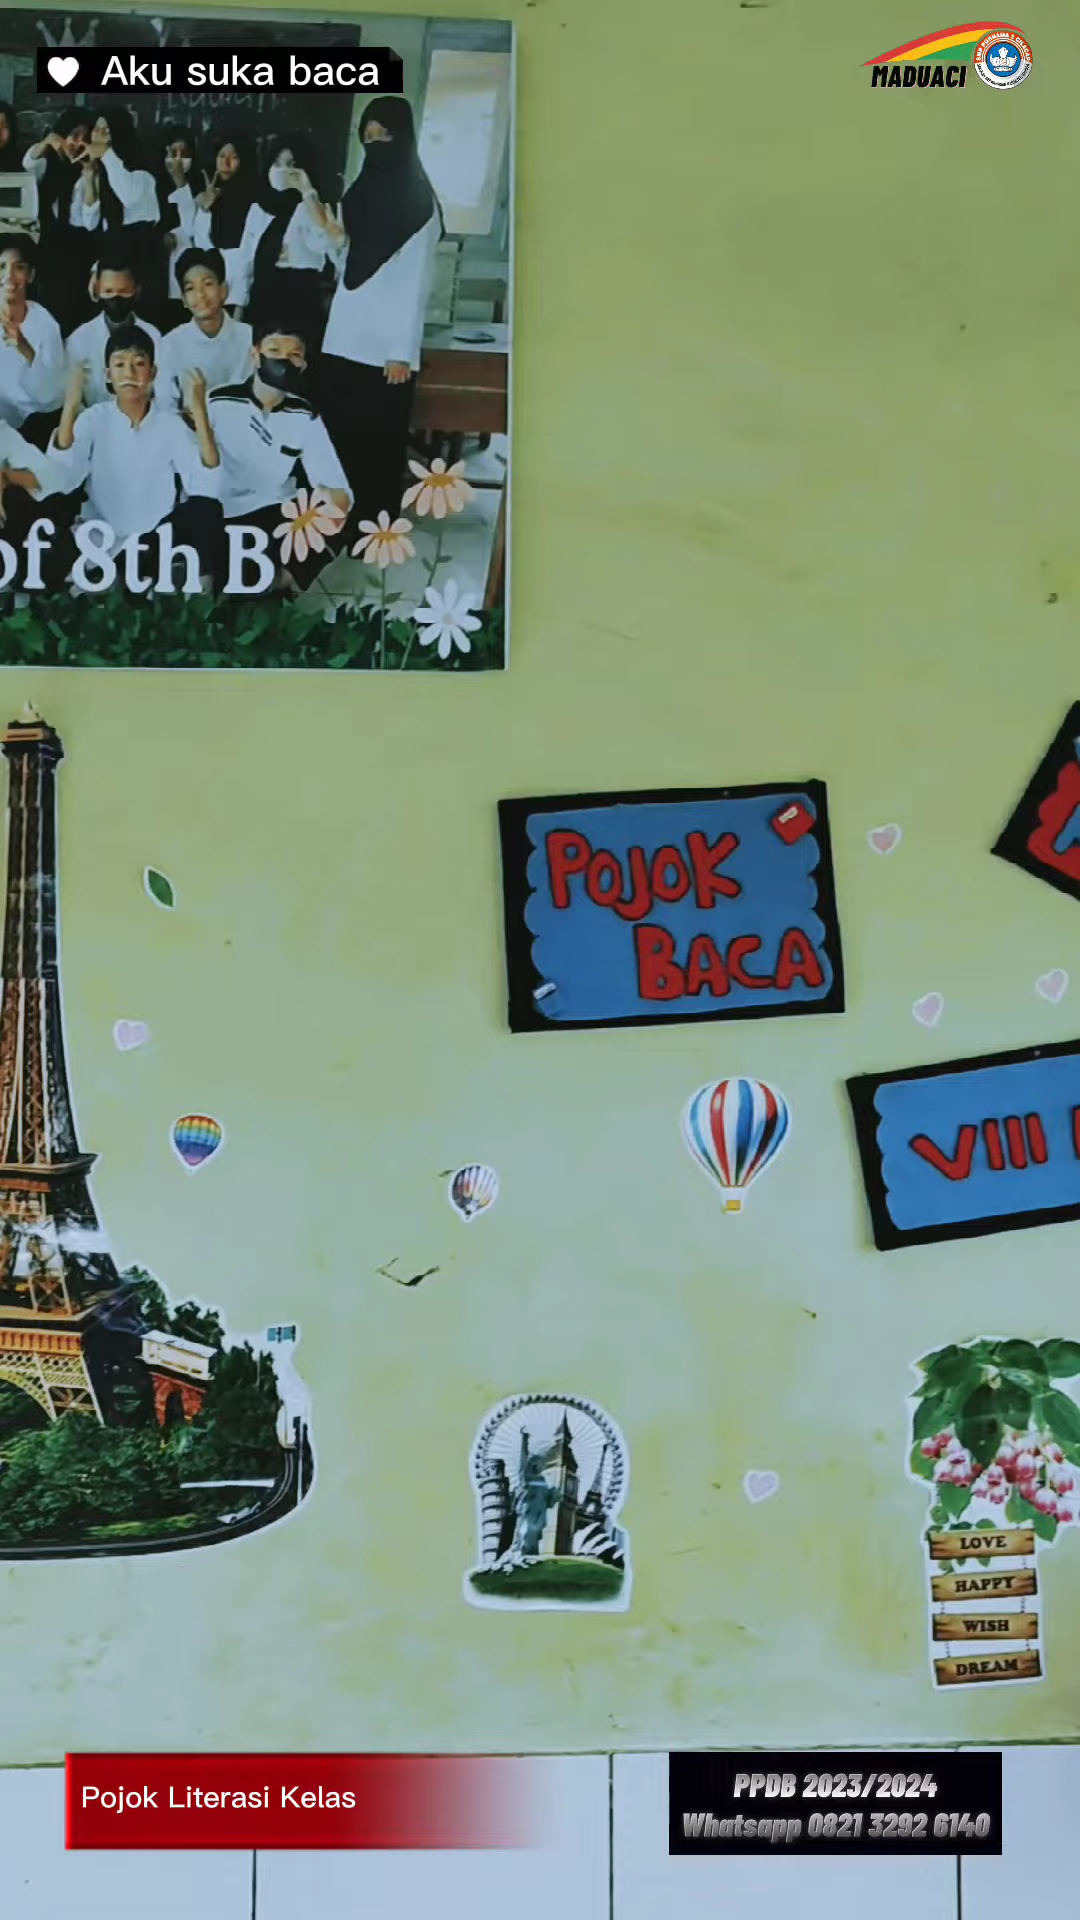 Aku suka baca
MADUACI
of 8th B
POJOK
BACA
VIII
LOVE
HAPPY
WISH
DREAM
Pojok Literasi Kelas
PPDB 2023/2024
Whatsapp 0821 3292 6140